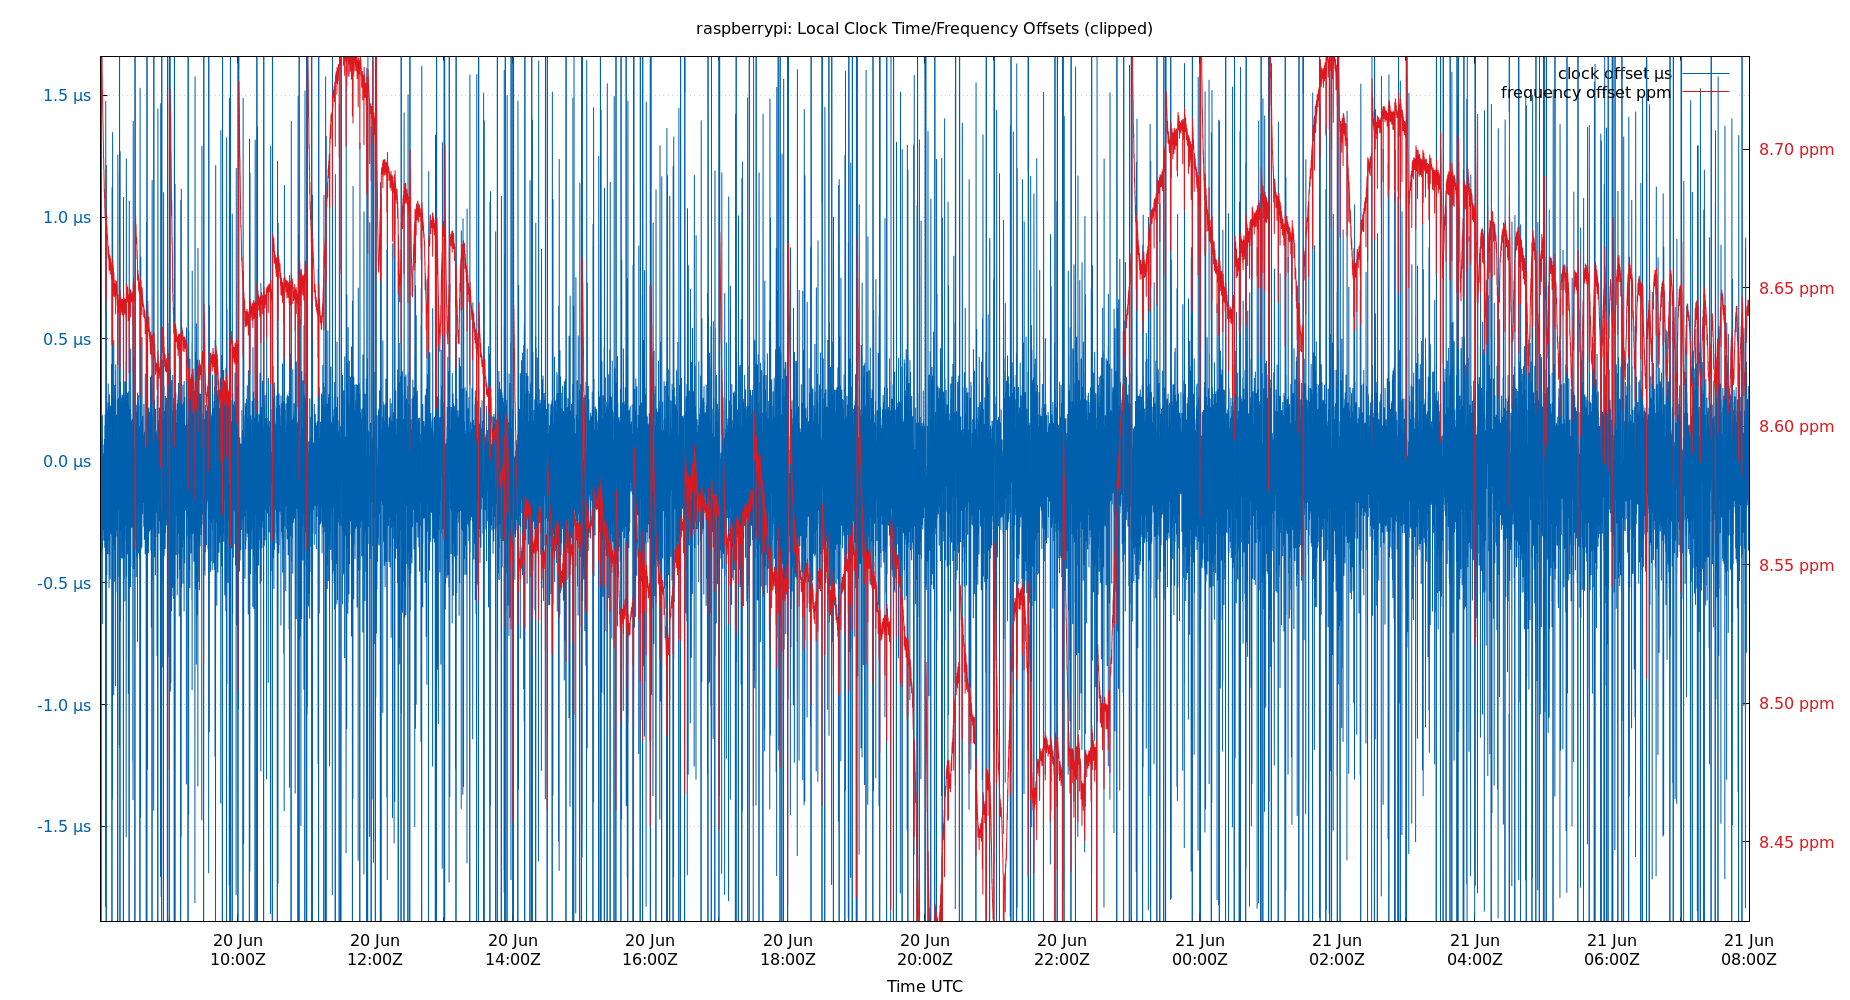 raspberrypi: Local Clock Time/Frequency Offsets (clipped)
clock offset µs
frequency offset ppm
1.5 µs
1.0 µs
0.5 µs
0.0 µs
-0.5 µs
-1.0 µs
-1.5 µs
8.70 ppm
8.65 ppm
8.60 ppm
8.55 ppm
8.50 ppm
8.45 ppm
20 Jun 20 Jun 20 Jun 20 Jun 20 Jun 20 Jun 20 Jun 21 Jun 21 Jun 21 Jun 21 Jun 21 Jun
10:00Z 12:00Z 14:00Z 16:00Z 18:00Z 20:00Z 22:00Z 00:00Z 02:00Z 04:00Z 06:00Z 08:00Z
Time UTC